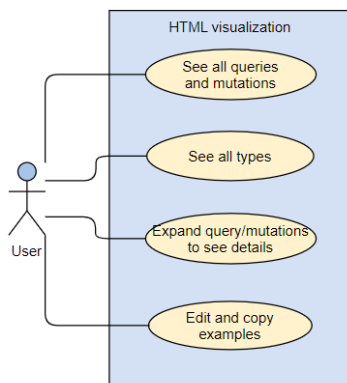 HTML visualization
See all queries
and mutations
See all types
Expand query/mutations
to see details
User
Edit and copy
examples